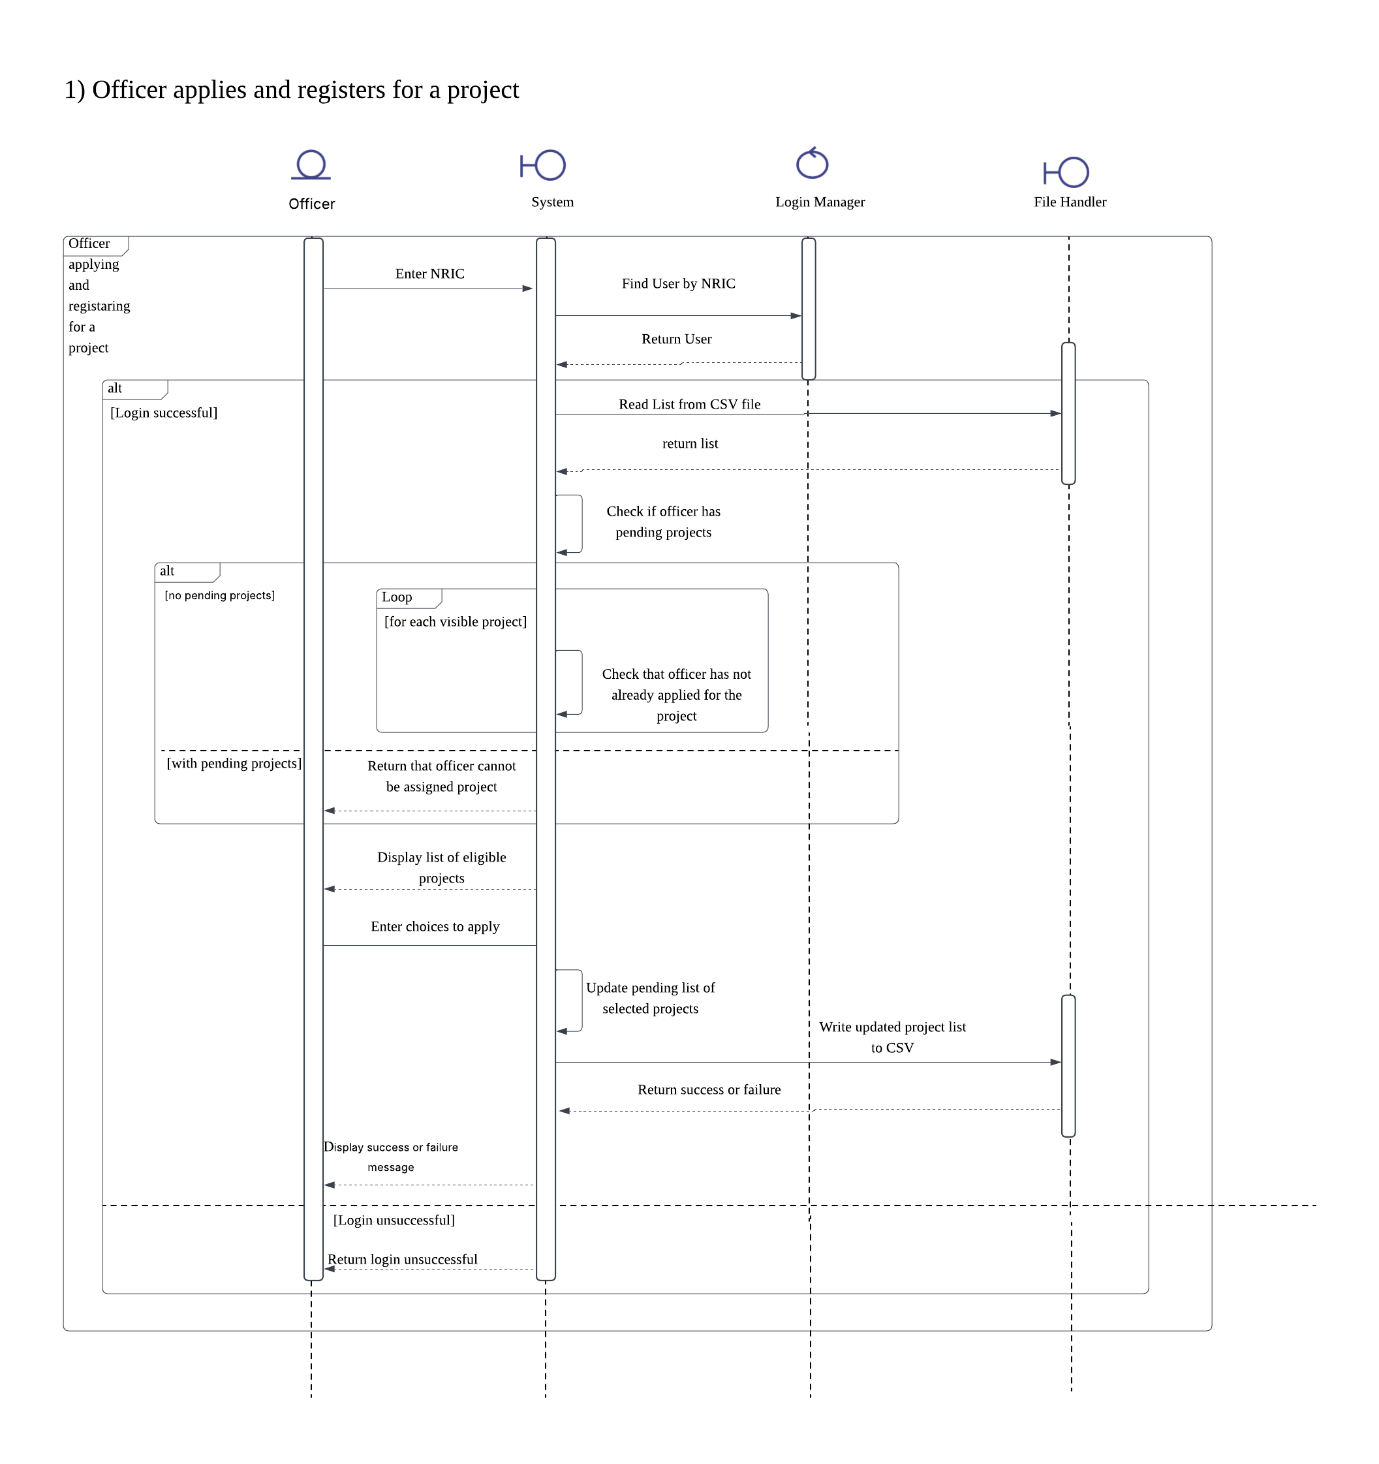 1) Officer applies and registers for a project
Officer
System
Login Manager
File Handler
Officer
applying
and
registaring
for a
project
Enter NRIC
Find User by NRIC
Return User
alt
[Login successful]
Read List from CSV file
return list
Check if officer has
pending projects
alt
[no pending projects]
Loop
[for each visible project]
Check that officer has not
already applied for the
project
[with pending projects]
Return that officer cannot
be assigned project
Display list of eligible
projects
Enter choices to apply
Update pending list of
selected projects
Write updated project list
to CSV
Return success or failure
Display success or failure
message
[Login unsuccessful]
Return login unsuccessful